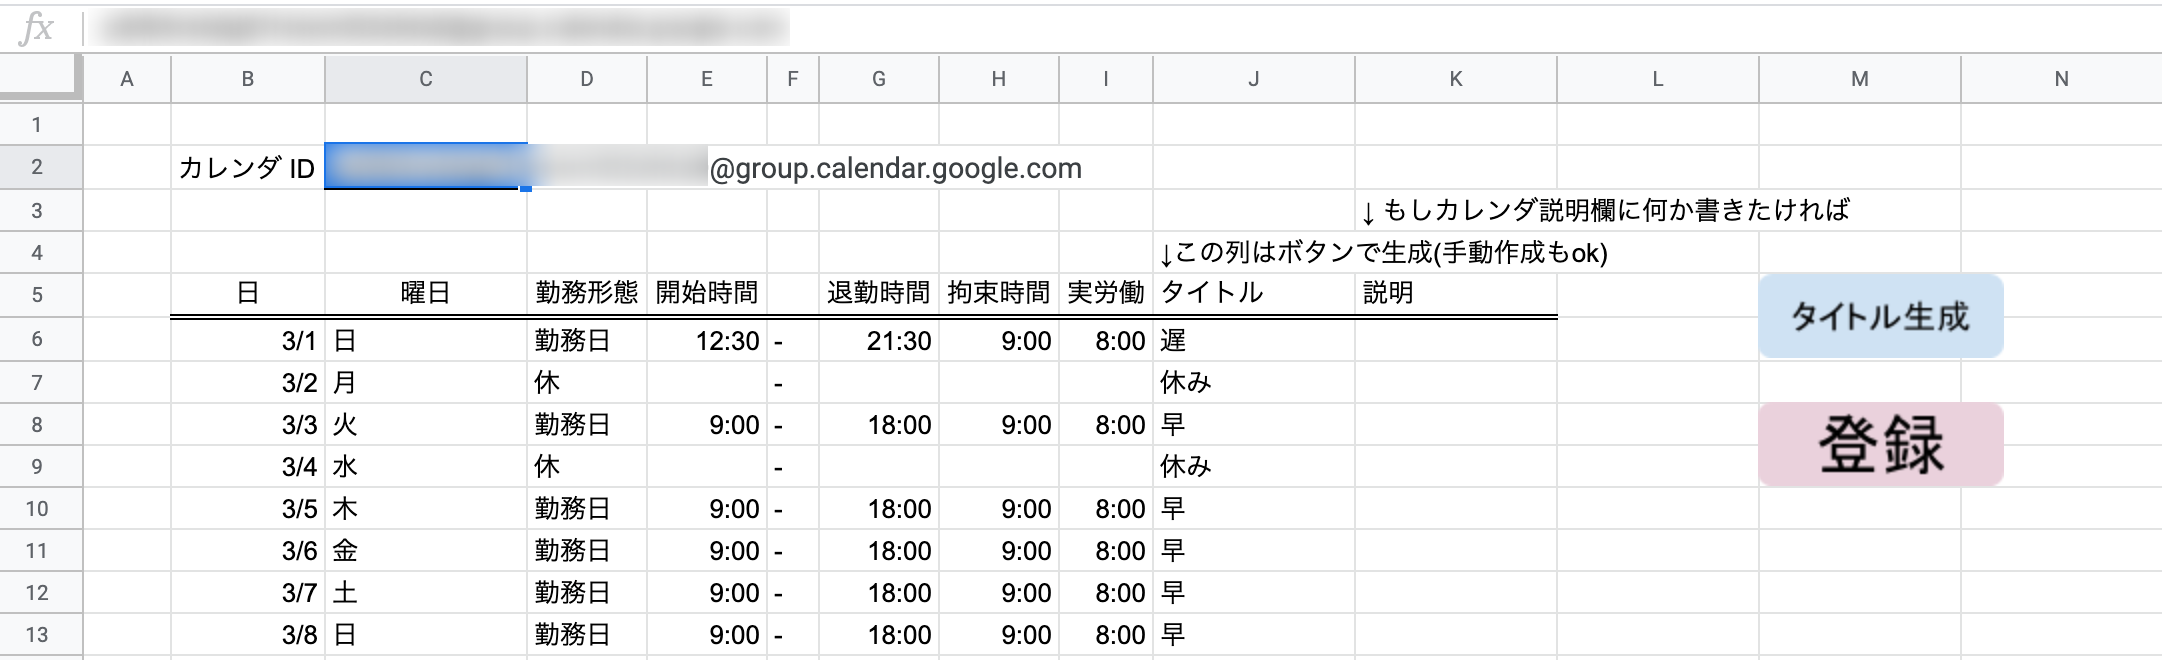 fx
A B C D E F G H I J K L M N
1
2 カレンダ ID @group.calendar.google.com
3 ↓ もしカレンダ説明欄に何か書きたければ
4 ↓この列はボタンで生成(手動作成もok)
5 日 曜日 勤務形態 開始時間 退勤時間 拘束時間 実労働 タイトル 説明
タイトル生成
6 3/1 日 勤務日 12:30 - 21:30 9:00 8:00 遅
7 3/2 月 休 - 休み
8 3/3 火 勤務日 9:00 - 18:00 9:00 8:00 早
登録
9 3/4 水 休 - 休み
10 3/5 木 勤務日 9:00 - 18:00 9:00 8:00 早
11 3/6 金 勤務日 9:00 - 18:00 9:00 8:00 早
12 3/7 土 勤務日 9:00 - 18:00 9:00 8:00 早
13 3/8 日 勤務日 9:00 - 18:00 9:00 8:00 早